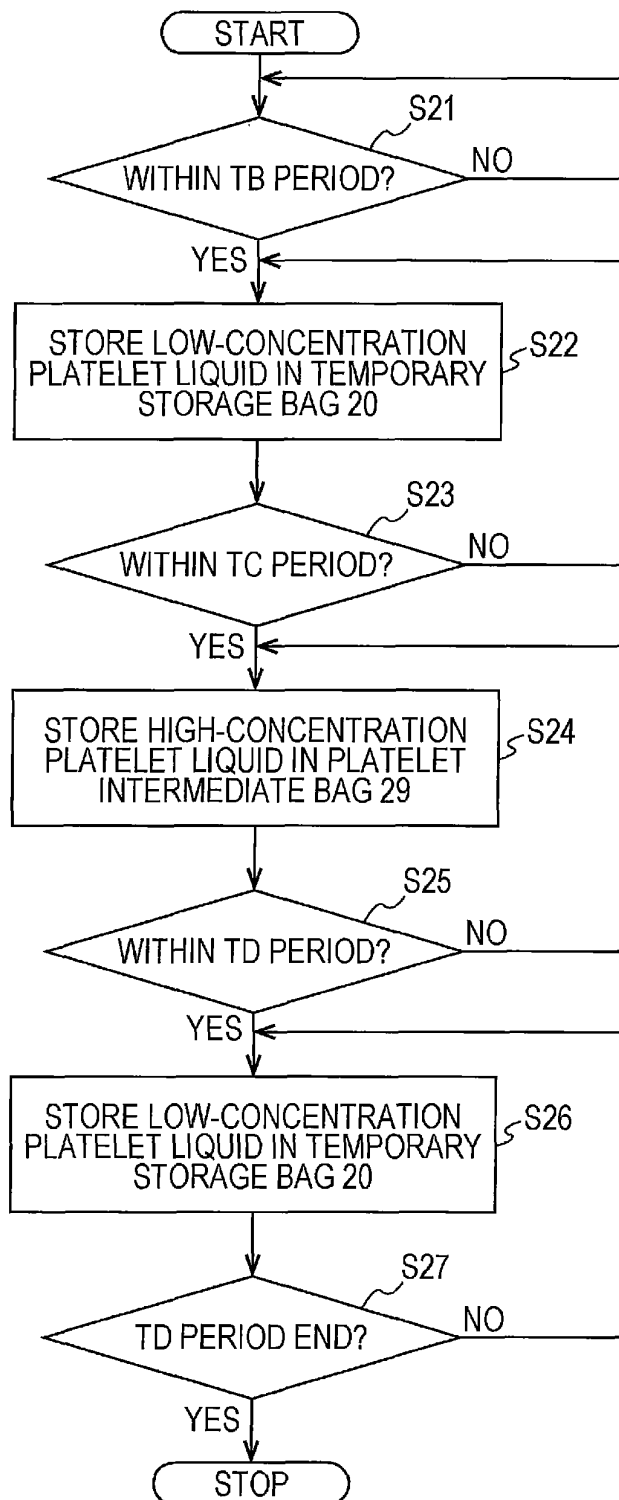 START
S21
WITHIN TB PERIOD?
NO
YES
STORE LOW-CONCENTRATION
PLATELET LIQUID IN TEMPORARY
STORAGE BAG 20
S22
S23
WITHIN TC PERIOD?
NO
YES
STORE HIGH-CONCENTRATION
PLATELET LIQUID IN PLATELET
INTERMEDIATE BAG 29
S24
S25
WITHIN TD PERIOD?
NO
YES
STORE LOW-CONCENTRATION
PLATELET LIQUID IN TEMPORARY
STORAGE BAG 20
S26
S27
TD PERIOD END?
NO
YES
STOP